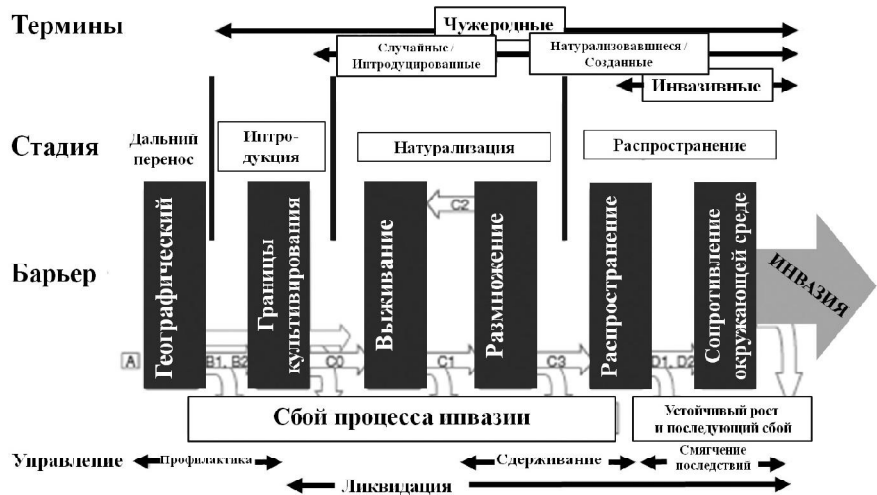 Термины
Чужеродные
Случайные /
Интродуцированные
Натурализовавшиеся /
Созданные
Инвазивные
Стадия
Дальний
перенос
Интро-
дукция
Натурализация
Распространение
Барьер
Географический
Границы
культивирования
Выживание
Размножение
Распространение
Сопротивление
окружающей среде
ИНВАЗИЯ
C2
A
B1, B2
C0
C1
C3
D1, D2
Сбой процесса инвазии
Устойчивый рост
и последующий сбой
Управление
Профилактика
Сдерживание
Смягчение
последствий
Ликвидация